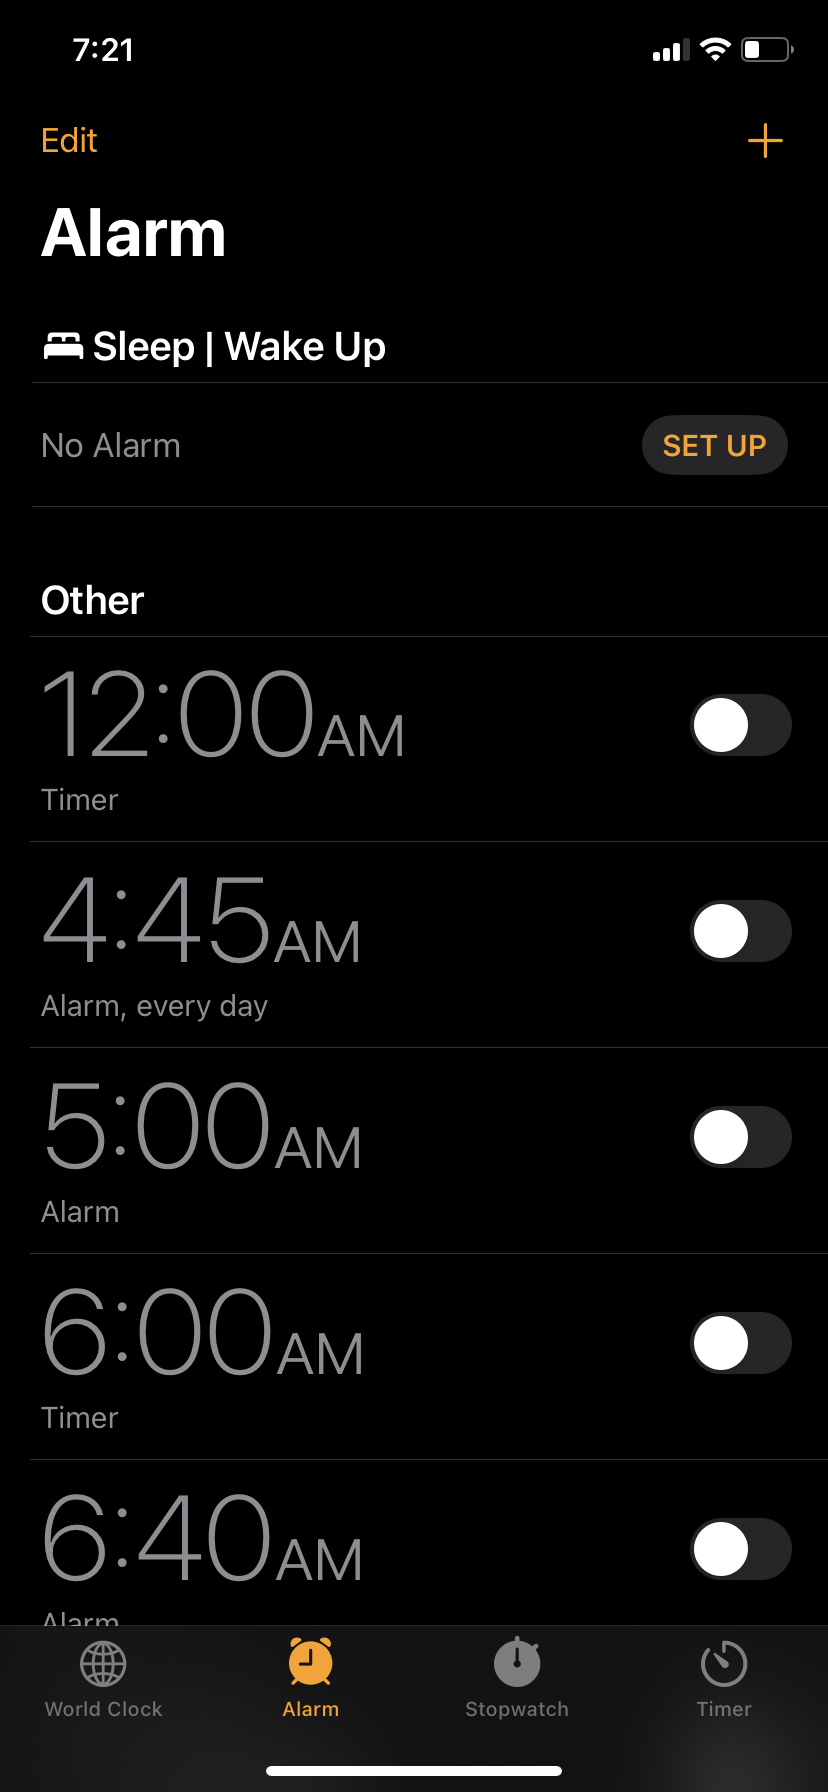 7:21
Edit
Alarm
Sleep | Wake Up
No Alarm SET UP
Other
12:00AM
Timer
4:45AM
Alarm, every day
5:00AM
Alarm
6:00AM
Timer
6:40AM
Alarm
World Clock Alarm Stopwatch Timer